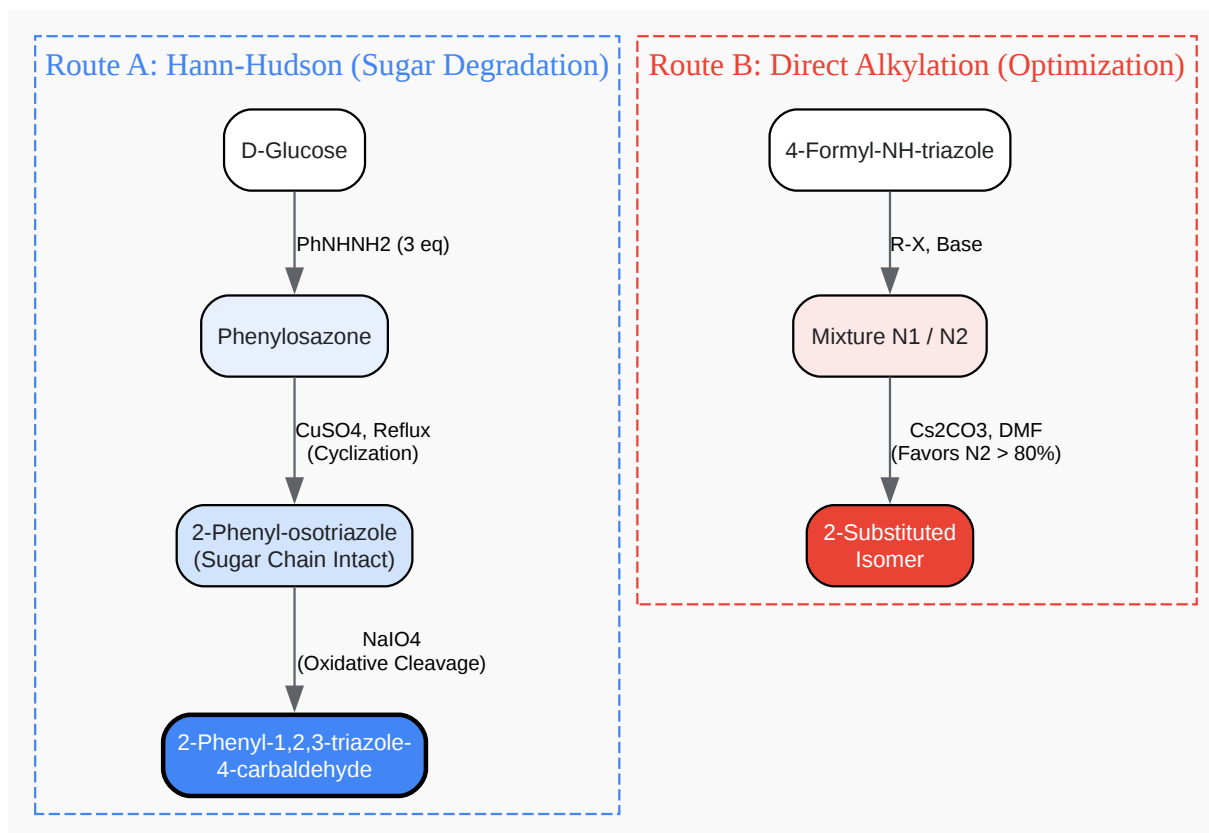 Route A: Hann-Hudson (Sugar Degradation)
D-Glucose
PhNHNH2 (3 eq)
Phenylosazone
CuSO4, Reflux
(Cyclization)
2-Phenyl-osotriazole
(Sugar Chain Intact)
NaIO4
(Oxidative Cleavage)
2-Phenyl-1,2,3-triazole-
4-carbaldehyde
Route B: Direct Alkylation (Optimization)
4-Formyl-NH-triazole
R-X, Base
Mixture N1 / N2
Cs2CO3, DMF
(Favors N2 > 80%)
2-Substituted
Isomer